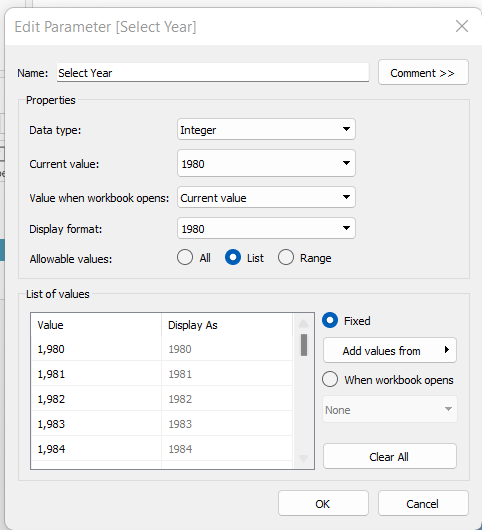 Edit Parameter [Select Year]
Name: Select Year Comment >>
Properties
Data type: Integer
Current value: 1980
Value when workbook opens: Current value
Display format: 1980
Allowable values: All List Range
List of values
Value Display As
1,980 1980
1,981 1981
1,982 1982
1,983 1983
1,984 1984
Fixed
Add values from
When workbook opens
None
Clear All
OK Cancel